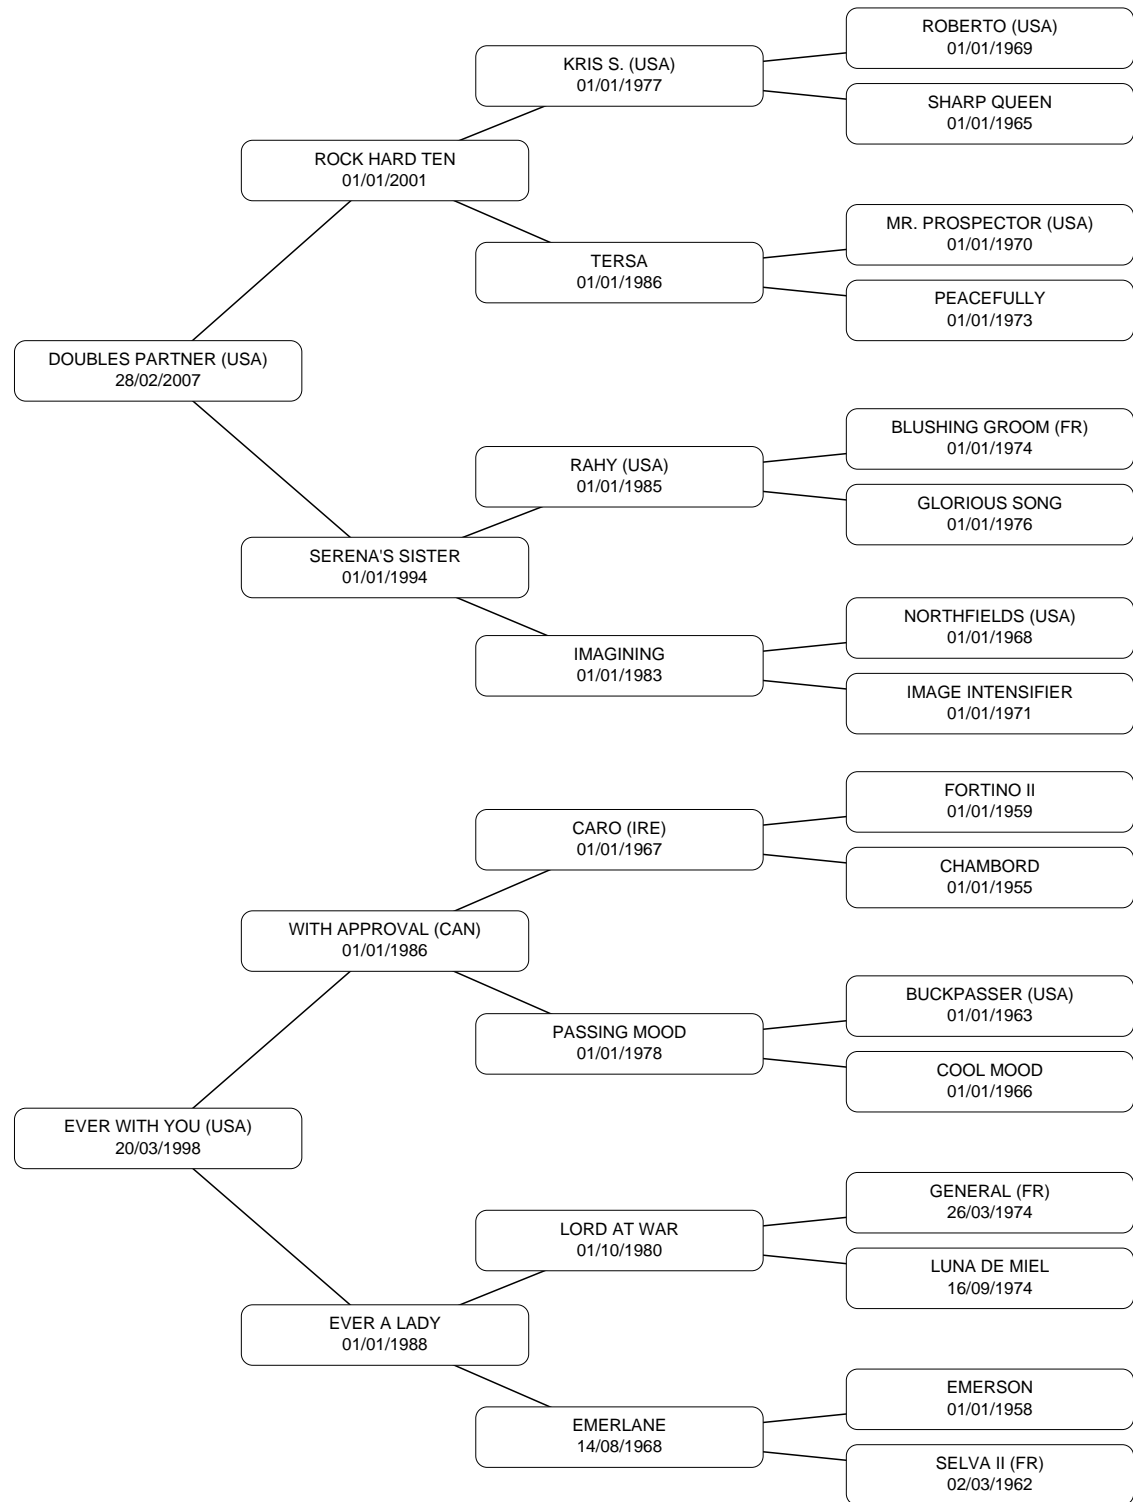 ROBERTO (USA)
01/01/1969
KRIS S. (USA)
01/01/1977
SHARP QUEEN
01/01/1965
ROCK HARD TEN
01/01/2001
MR. PROSPECTOR (USA)
01/01/1970
TERSA
01/01/1986
PEACEFULLY
01/01/1973
DOUBLES PARTNER (USA)
28/02/2007
BLUSHING GROOM (FR)
01/01/1974
RAHY (USA)
01/01/1985
GLORIOUS SONG
01/01/1976
SERENA'S SISTER
01/01/1994
NORTHFIELDS (USA)
01/01/1968
IMAGINING
01/01/1983
IMAGE INTENSIFIER
01/01/1971
FORTINO II
01/01/1959
CARO (IRE)
01/01/1967
CHAMBORD
01/01/1955
WITH APPROVAL (CAN)
01/01/1986
BUCKPASSER (USA)
01/01/1963
PASSING MOOD
01/01/1978
COOL MOOD
01/01/1966
EVER WITH YOU (USA)
20/03/1998
GENERAL (FR)
26/03/1974
LORD AT WAR
01/10/1980
LUNA DE MIEL
16/09/1974
EVER A LADY
01/01/1988
EMERSON
01/01/1958
EMERLANE
14/08/1968
SELVA II (FR)
02/03/1962